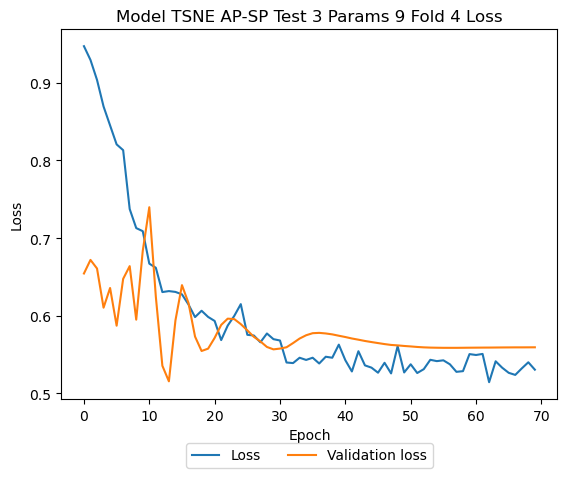 Model TSNE AP-SP Test 3 Params 9 Fold 4 Loss
Loss
0.9
0.8
0.7
0.6
0.5
0 10 20 30 40 50 60 70
Epoch
Loss Validation loss